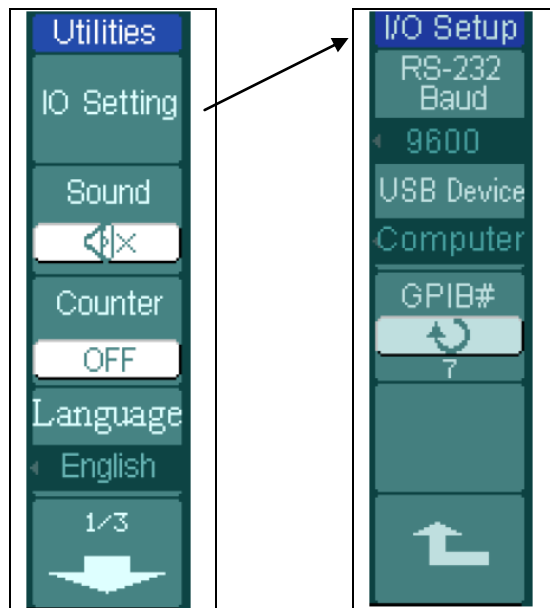 Utilities
IO Setting
Sound
Counter
OFF
Language
English
1/3
I/O Setup
RS-232
Baud
9600
USB Device
Computer
GPIB#
7